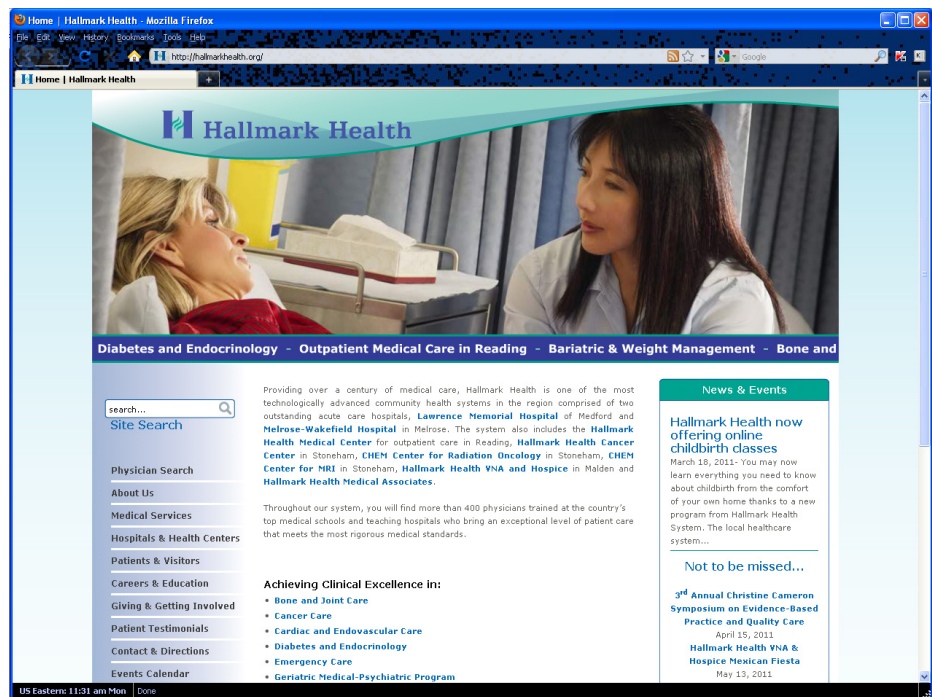 Home | Hallmark Health - Mozilla Firefox
File Edit View History Bookmarks Tools Help
http://hallmarkhealth.org/
Google
Home | Hallmark Health
Hallmark Health
Diabetes and Endocrinology - Outpatient Medical Care in Reading - Bariatric & Weight Management - Bone and
search...
Site Search
Physician Search
About Us
Medical Services
Hospitals & Health Centers
Patients & Visitors
Careers & Education
Giving & Getting Involved
Patient Testimonials
Contact & Directions
Events Calendar
Providing over a century of medical care, Hallmark Health is one of the most
technologically advanced community health systems in the region comprised of two
outstanding acute care hospitals, Lawrence Memorial Hospital of Medford and
Melrose-Wakefield Hospital in Melrose. The system also includes the Hallmark
Health Medical Center for outpatient care in Reading, Hallmark Health Cancer
Center in Stoneham, CHEM Center for Radiation Oncology in Stoneham, CHEM
Center for MRI in Stoneham, Hallmark Health VNA and Hospice in Malden and
Hallmark Health Medical Associates.
Throughout our system, you will find more than 400 physicians trained at the country's
top medical schools and teaching hospitals who bring an exceptional level of patient care
that meets the most rigorous medical standards.
Achieving Clinical Excellence in:
• Bone and Joint Care
• Cancer Care
• Cardiac and Endovascular Care
• Diabetes and Endocrinology
• Emergency Care
• Geriatric Medical-Psychiatric Program
News & Events
Hallmark Health now
offering online
childbirth classes
March 18, 2011- You may now
learn everything you need to know
about childbirth from the comfort
of your own home thanks to a new
program from Hallmark Health
System. The local healthcare
system...
Not to be missed...
3rd Annual Christine Cameron
Symposium on Evidence-Based
Practice and Quality Care
April 15, 2011
Hallmark Health VNA &
Hospice Mexican Fiesta
May 13, 2011
US Eastern: 11:31 am Mon Done